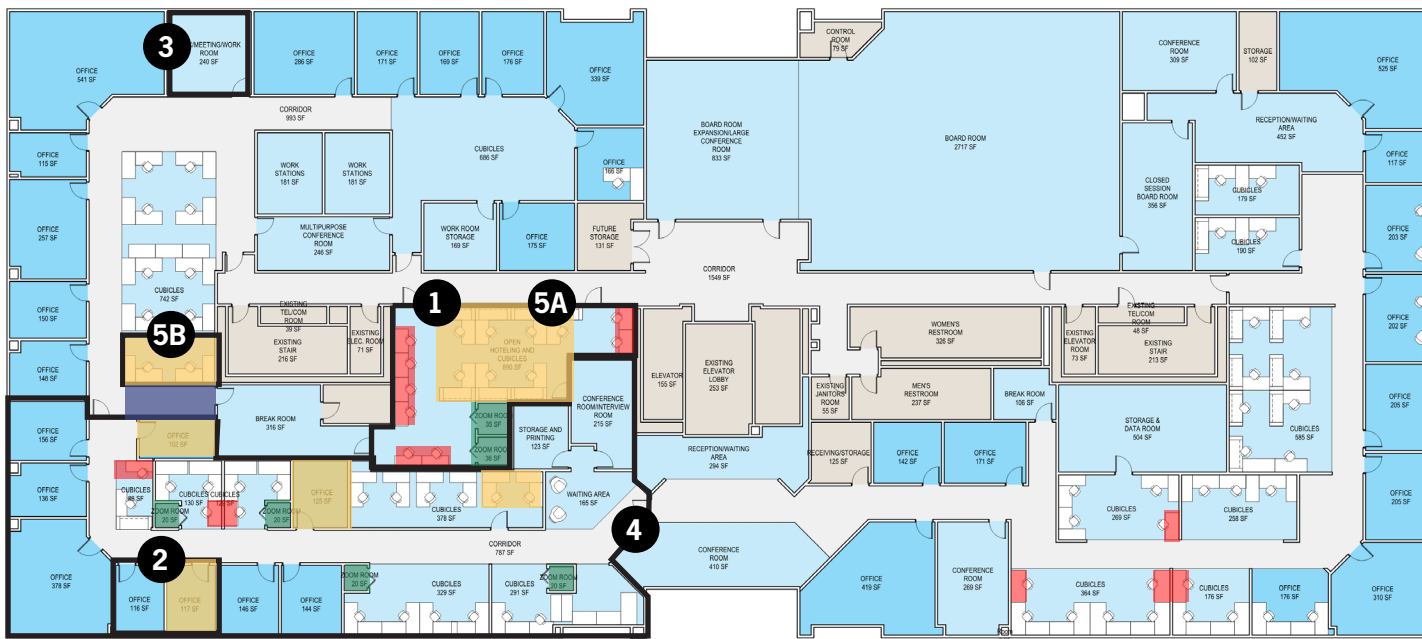 3
/MEETING/WORK
ROOM
240 SF
OFFICE
541 SF
OFFICE
286 SF
OFFICE
171 SF
OFFICE
169 SF
OFFICE
176 SF
OFFICE
339 SF
CONTROL
ROOM
79 SF
CONFERENCE
ROOM
309 SF
STORAGE
102 SF
OFFICE
525 SF
CORRIDOR
993 SF
RECEPTION/WAITING
AREA
452 SF
BOARD ROOM
EXPANSION/LARGE
CONFERENCE
ROOM
833 SF
BOARD ROOM
2717 SF
OFFICE
115 SF
WORK
STATIONS
181 SF
WORK
STATIONS
181 SF
CUBICLES
686 SF
OFFICE
166 SF
OFFICE
117 SF
CLOSED
SESSION
BOARD ROOM
356 SF
CUBICLES
179 SF
OFFICE
257 SF
MULTIPURPOSE
CONFERENCE
ROOM
246 SF
WORK ROOM
STORAGE
169 SF
OFFICE
175 SF
FUTURE
STORAGE
131 SF
CUBICLES
190 SF
OFFICE
203 SF
CORRIDOR
1549 SF
CUBICLES
742 SF
1
5A
EXISTING
TEL/COM
ROOM
39 SF
EXISTING
TEL/COM
ROOM
48 SF
OFFICE
150 SF
5B
EXISTING
STAIR
216 SF
EXISTING
ELEC. ROOM
71 SF
OPEN
HOTELING AND
CUBICLES
890 SF
WOMEN'S
RESTROOM
326 SF
OFFICE
202 SF
EXISTING
ELEVATOR
ROOM
73 SF
EXISTING
STAIR
213 SF
ELEVATOR
155 SF
EXISTING
ELEVATOR
LOBBY
253 SF
OFFICE
148 SF
EXISTING
JANITORS
ROOM
55 SF
MEN'S
RESTROOM
237 SF
BREAK ROOM
106 SF
CONFERENCE
ROOM/INTERVIEW
ROOM
215 SF
OFFICE
205 SF
BREAK ROOM
316 SF
ZOOM ROOM
35 SF
STORAGE AND
PRINTING
123 SF
STORAGE &
DATA ROOM
504 SF
CUBICLES
585 SF
OFFICE
156 SF
OFFICE
102 SF
ZOOM ROOM
36 SF
RECEPTION/WAITING
AREA
294 SF
RECEIVING/STORAGE
125 SF
OFFICE
142 SF
OFFICE
171 SF
OFFICE
136 SF
CUBICLES
CUBICLES
130 SF
CUBICLES
OFFICE
125 SF
WAITING AREA
165 SF
OFFICE
205 SF
ZOOM ROOM
20 SF
ZOOM ROOM
20 SF
CUBICLES
378 SF
CUBICLES
269 SF
CUBICLES
258 SF
4
CORRIDOR
787 SF
2
CONFERENCE
ROOM
410 SF
OFFICE
378 SF
OFFICE
116 SF
OFFICE
117 SF
OFFICE
146 SF
OFFICE
144 SF
ZOOM ROOM
20 SF
CUBICLES
329 SF
CUBICLES
291 SF
ZOOM ROOM
20 SF
OFFICE
419 SF
CONFERENCE
ROOM
269 SF
CUBICLES
364 SF
CUBICLES
176 SF
OFFICE
176 SF
OFFICE
310 SF
Room